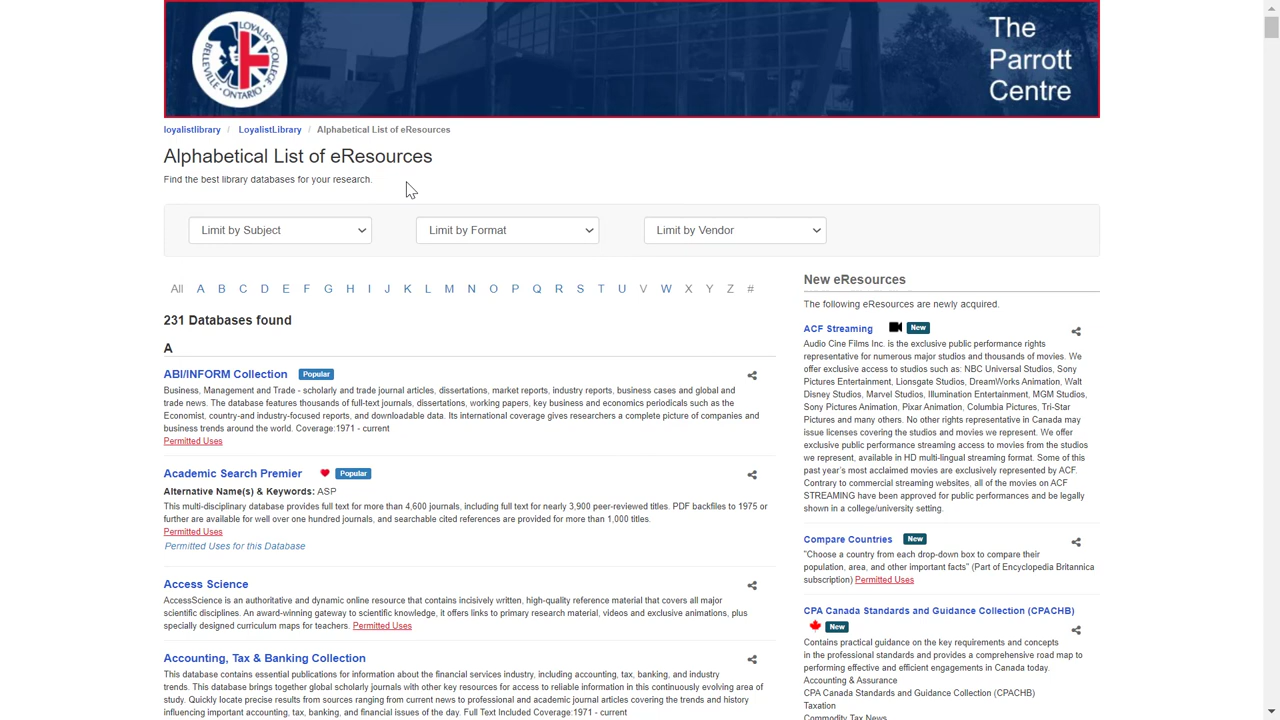 LOYALIST COLLEGE
BELLEVILLE ONTARIO
The
Parrott
Centre
loyalistlibrary / LoyalistLibrary / Alphabetical List of eResources
Alphabetical List of eResources
Find the best library databases for your research.
Limit by Subject
Limit by Format
Limit by Vendor
All A B C D E F G H I J K L M N O P Q R S T U V W X Y Z #
231 Databases found
A
ABI/INFORM Collection Popular
Business, Management and Trade - scholarly and trade journal articles, dissertations, market reports, industry reports, business cases and global and
trade news. The database features thousands of full-text journals, dissertations, working papers, key business and economics periodicals such as the
Economist, country-and industry-focused reports, and downloadable data. Its international coverage gives researchers a complete picture of companies and
business trends around the world. Coverage:1971 - current
Permitted Uses
Academic Search Premier Popular
Alternative Name(s) & Keywords: ASP
This multi-disciplinary database provides full text for more than 4,600 journals, including full text for nearly 3,900 peer-reviewed titles. PDF backfiles to 1975 or
further are available for well over one hundred journals, and searchable cited references are provided for more than 1,000 titles.
Permitted Uses
Permitted Uses for this Database
Access Science
AccessScience is an authoritative and dynamic online resource that contains incisively written, high-quality reference material that covers all major
scientific disciplines. An award-winning gateway to scientific knowledge, it offers links to primary research material, videos and exclusive animations, plus
specially designed curriculum maps for teachers. Permitted Uses
Accounting, Tax & Banking Collection
This database contains essential publications for information about the financial services industry, including accounting, tax, banking, and industry
trends. This database brings together global scholarly journals with other key resources for access to reliable information in this continuously evolving area of
study. Quickly locate precise results from sources ranging from current news to professional and academic journal articles covering the trends and history
influencing important accounting, tax, banking, and financial issues of the day. Full Text Included Coverage:1971 - current
New eResources
The following eResources are newly acquired.
ACF Streaming New
Audio Cine Films Inc. is the exclusive public performance rights
representative for numerous major studios and thousands of movies. We
offer exclusive access to studios such as: NBC Universal Studios, Sony
Pictures Entertainment, Lionsgate Studios, DreamWorks Animation, Walt
Disney Studios, Marvel Studios, Illumination Entertainment, MGM Studios,
Sony Pictures Animation, Pixar Animation, Columbia Pictures, Tri-Star
Pictures and many others. No other rights representative in Canada may
issue licenses covering the studios and movies we represent. We offer
exclusive public performance streaming access to movies from the studios
we represent, available in HD multi-lingual streaming format. Some of this
past year's most acclaimed movies are exclusively represented by ACF.
Contrary to commercial streaming websites, all of the movies on ACF
STREAMING have been approved for public performances and be legally
shown in a college/university setting.
Compare Countries New
"Choose a country from each drop-down box to compare their
population, area, and other important facts" (Part of Encyclopedia Britannica
subscription) Permitted Uses
CPA Canada Standards and Guidance Collection (CPACHB)
New
Contains practical guidance on the key requirements and concepts
in the professional standards and provides a comprehensive road map to
performing effective and efficient engagements in Canada today.
Accounting & Assurance
CPA Canada Standards and Guidance Collection (CPACHB)
Taxation
Commodity Tax News